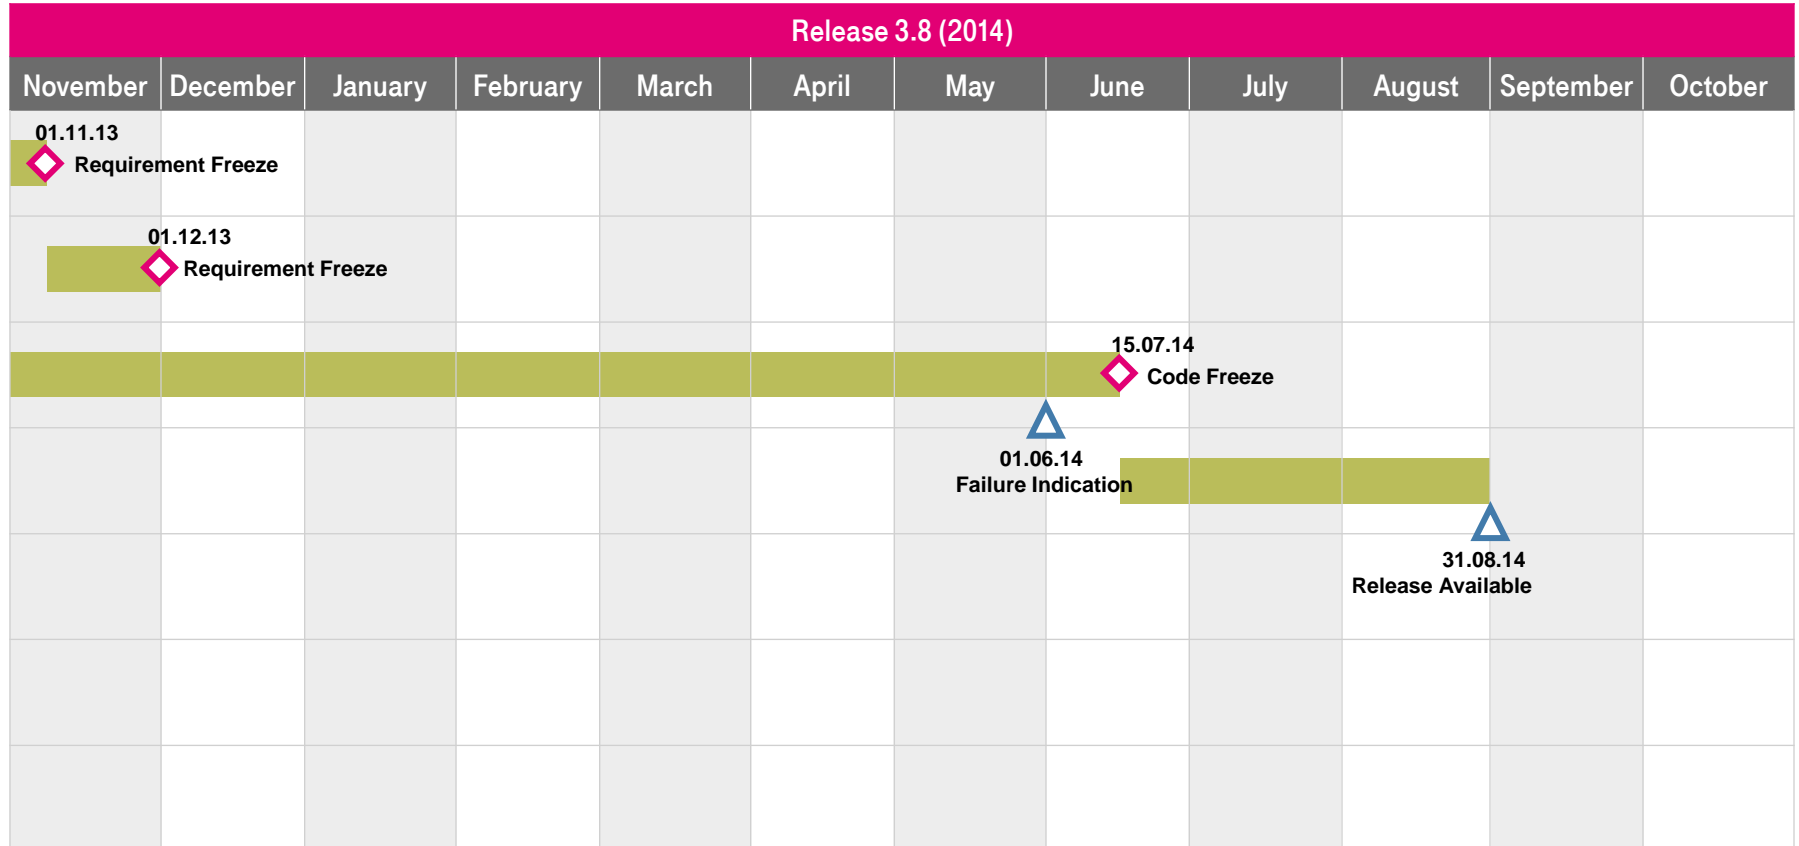 Release 3.8 (2014)
November December January February March April May June July August September October
01.11.13
Requirement Freeze
01.12.13
Requirement Freeze
15.07.14
Code Freeze
01.06.14
Failure Indication
31.08.14
Release Available